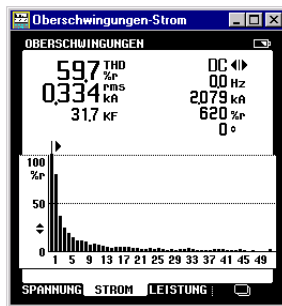 Oberschwingungen-Strom
OBERSCHWINGUNGEN
59.7 THD %r
0.334 rms kA
31.7 KF
DC
0.0 Hz
2.079 kA
620 %r
0 °
100
%r
50
0
1 5 9 13 17 21 25 29 33 37 41 45 49
SPANNUNG STROM LEISTUNG